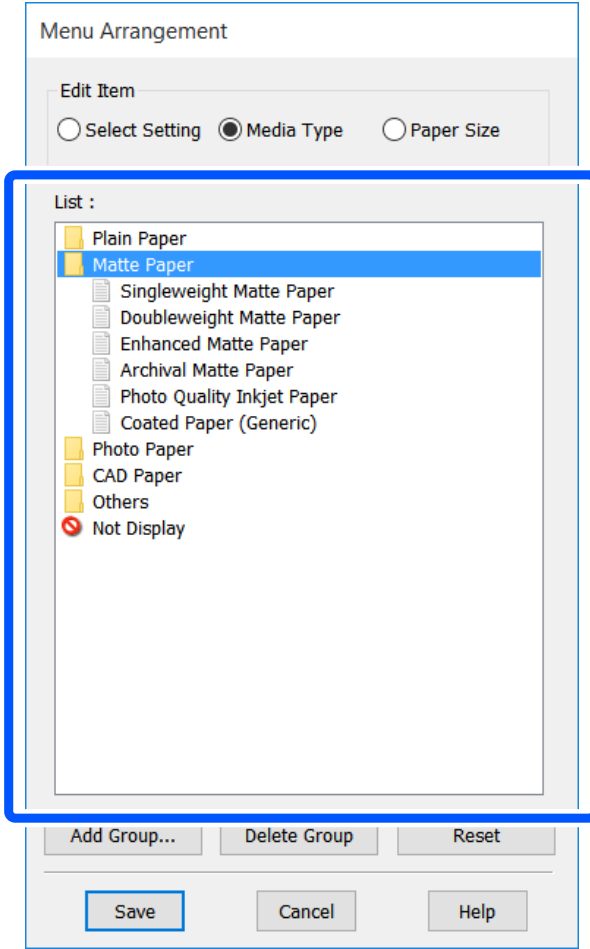 Menu Arrangement
Edit Item
Select Setting Media Type Paper Size
List :
Plain Paper
Matte Paper
Singleweight Matte Paper
Doubleweight Matte Paper
Enhanced Matte Paper
Archival Matte Paper
Photo Quality Inkjet Paper
Coated Paper (Generic)
Photo Paper
CAD Paper
Others
Not Display
Add Group... Delete Group Reset
Save Cancel Help